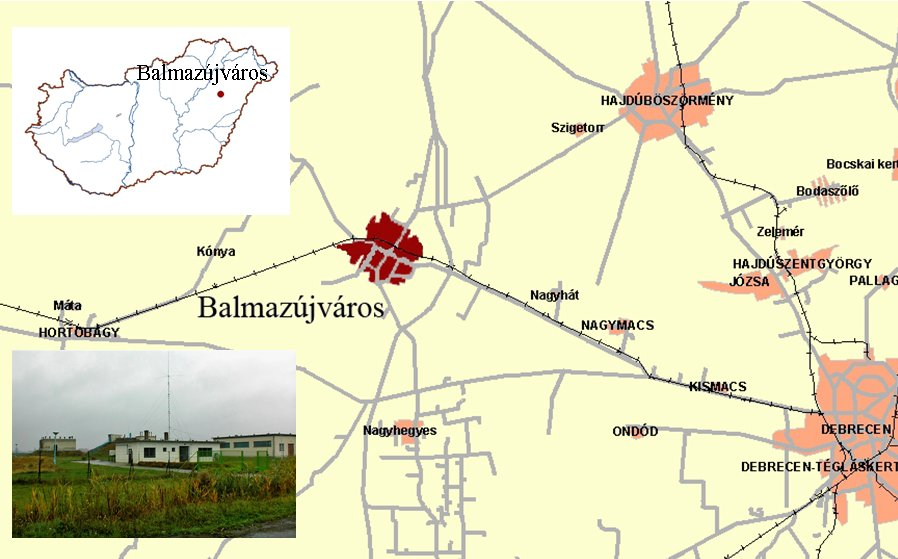 Balmazújváros
HAJDÚBÖSZÖRMÉNY
Szigetorr
Bocskai kert
Bodaszőlő
Zelemér
Kónya
HAJDÚSZENTGYÖRGY
JÓZSA
PALLAG
Máta
Balmazújváros
Nagyhát
HORTOBÁGY
NAGYMACS
KISMACS
Nagyhegyes
ONDÓD
DEBRECEN
DEBRECEN-TÉGLÁSKERT